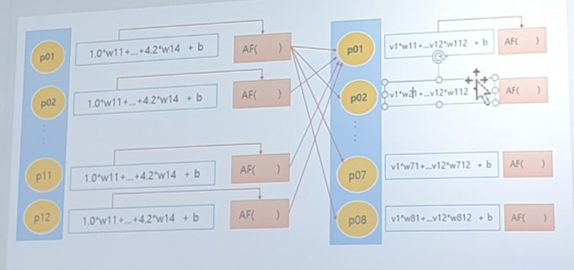 p01 1.0*w11+...+4.2*w14 + b AF( )
p02 1.0*w11+...+4.2*w14 + b AF( )
p11 1.0*w11+...+4.2*w14 + b AF( )
p12 1.0*w11+...+4.2*w14 + b AF( )
p01 v1*w11+...v12*w112 + b AF( )
p02 v1*w21+...v12*w112 AF( )
p07 v1*w71+...v12*w712 + b AF( )
p08 v1*w81+...v12*w812 + b AF( )